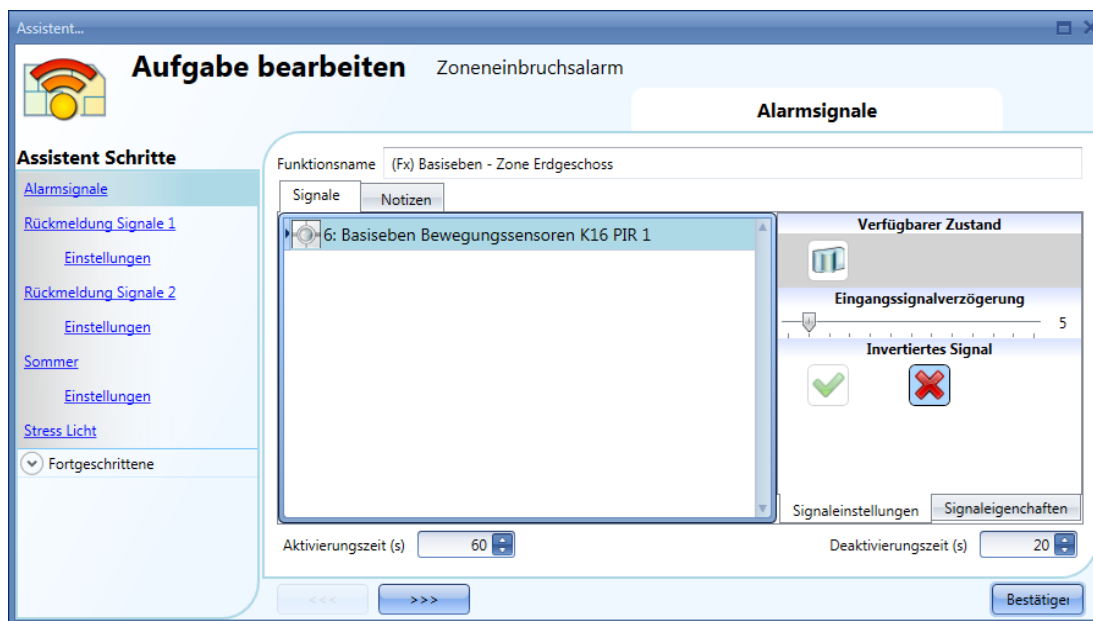 Assistent...
Aufgabe bearbeiten Zoneneinbruchsalarm
Alarmsignale
Assistent Schritte
Alarmsignale
Rückmeldung Signale 1
Einstellungen
Rückmeldung Signale 2
Einstellungen
Sommer
Einstellungen
Stress Licht
Fortgeschrittene
Funktionsname (Fx) Basiseben - Zone Erdgeschoss
Signale Notizen
6: Basiseben Bewegungssensoren K16 PIR 1
Verfügbarer Zustand
Eingangssignalverzögerung
5
Invertiertes Signal
Signaleinstellungen Signaleigenchaften
Aktivierungszeit (s) 60
Deaktivierungszeit (s) 20
<<< >>>
Bestätiger